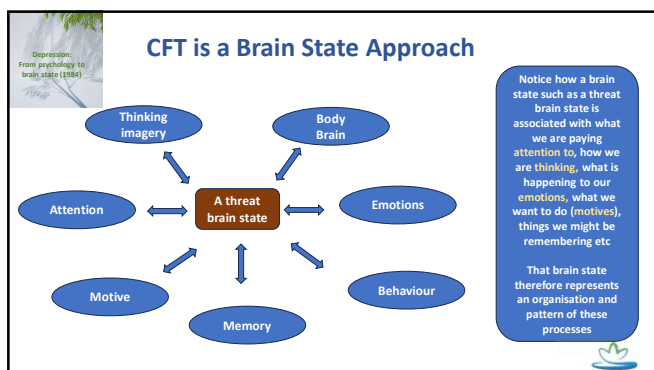 Depression:
From psychology to
brain state (1984)
CFT is a Brain State Approach
Thinking
imagery
Body
Brain
Attention
A threat
brain state
Emotions
Motive
Memory
Behaviour
Notice how a brain
state such as a threat
brain state is
associated with what
we are paying
attention to, how we
are thinking, what is
happening to our
emotions, what we
want to do (motives),
things we might be
remembering etc
That brain state
therefore represents
an organisation and
pattern of these
processes